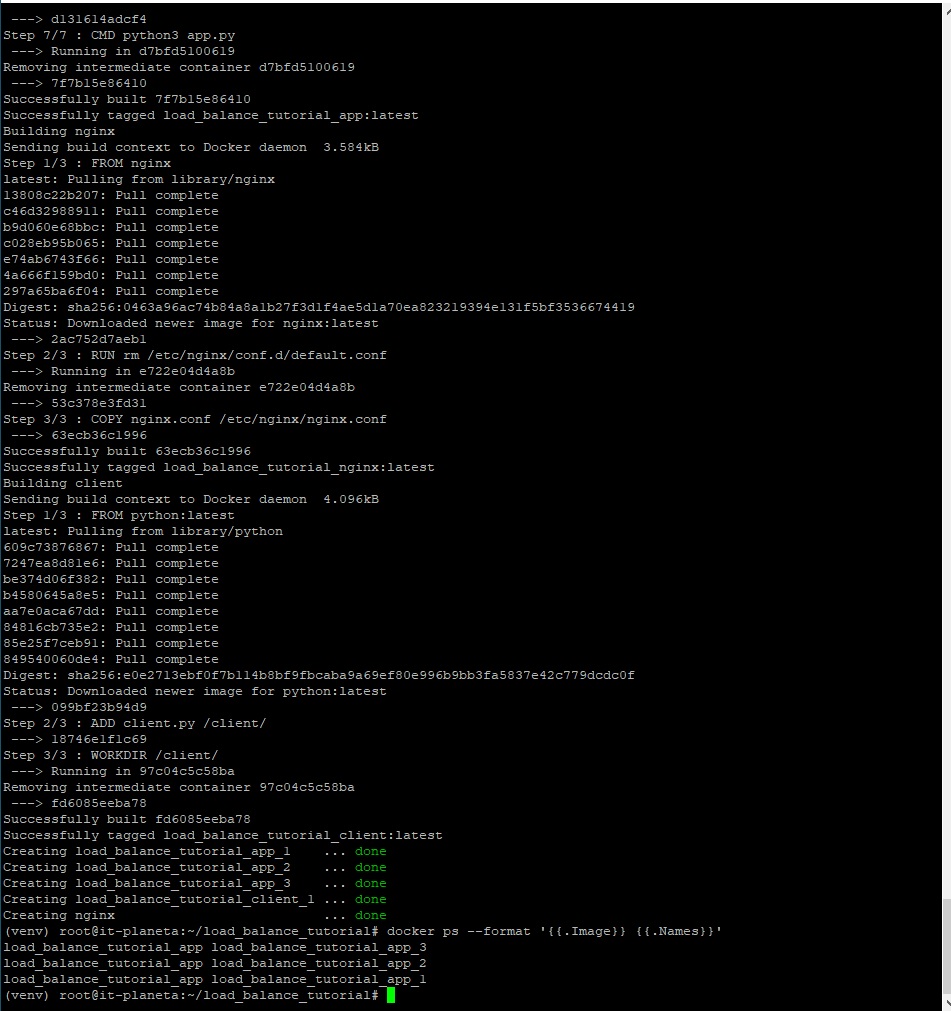 ---> d131614adcf4
Step 7/7 : CMD python3 app.py
---> Running in d7bfd5100619
Removing intermediate container d7bfd5100619
---> 7f7b15e86410
Successfully built 7f7b15e86410
Successfully tagged load_balance_tutorial_app:latest
Building nginx
Sending build context to Docker daemon  3.584kB
Step 1/3 : FROM nginx
latest: Pulling from library/nginx
13808c22b207: Pull complete
c46d32988911: Pull complete
b9d060e68bbc: Pull complete
c028eb95b065: Pull complete
e74ab6743f66: Pull complete
4a666f159bd0: Pull complete
297a65ba6f04: Pull complete
Digest: sha256:0463a96ac74b84a8a1b27f3d1f4ae5d1a70ea823219394e131f5bf3536674419
Status: Downloaded newer image for nginx:latest
---> 2ac752d7aeb1
Step 2/3 : RUN rm /etc/nginx/conf.d/default.conf
---> Running in e722e04d4a8b
Removing intermediate container e722e04d4a8b
---> 53c378e3fd31
Step 3/3 : COPY nginx.conf /etc/nginx/nginx.conf
---> 63ecb36c1996
Successfully built 63ecb36c1996
Successfully tagged load_balance_tutorial_nginx:latest
Building client
Sending build context to Docker daemon  4.096kB
Step 1/3 : FROM python:latest
latest: Pulling from library/python
609c73876867: Pull complete
7247ea8d81e6: Pull complete
be374d06f382: Pull complete
b4580645a8e5: Pull complete
aa7e0aca67dd: Pull complete
84816cb735e2: Pull complete
85e25f7ceb91: Pull complete
849540060de4: Pull complete
Digest: sha256:e0e2713ebf0f7b114b8bf9fbcaba9a69ef80e996b9bb3fa5837e42c779dcdc0f
Status: Downloaded newer image for python:latest
---> 099bf23b94d9
Step 2/3 : ADD client.py /client/
---> 18746e1f1c69
Step 3/3 : WORKDIR /client/
---> Running in 97c04c5c58ba
Removing intermediate container 97c04c5c58ba
---> fd6085eeba78
Successfully built fd6085eeba78
Successfully tagged load_balance_tutorial_client:latest
Creating load_balance_tutorial_app_1    ... done
Creating load_balance_tutorial_app_2    ... done
Creating load_balance_tutorial_app_3    ... done
Creating load_balance_tutorial_client_1 ... done
Creating nginx                          ... done
(venv) root@it-planeta:~/load_balance_tutorial# docker ps --format '{{.Image}} {{.Names}}'
load_balance_tutorial_app load_balance_tutorial_app_3
load_balance_tutorial_app load_balance_tutorial_app_2
load_balance_tutorial_app load_balance_tutorial_app_1
(venv) root@it-planeta:~/load_balance_tutorial#